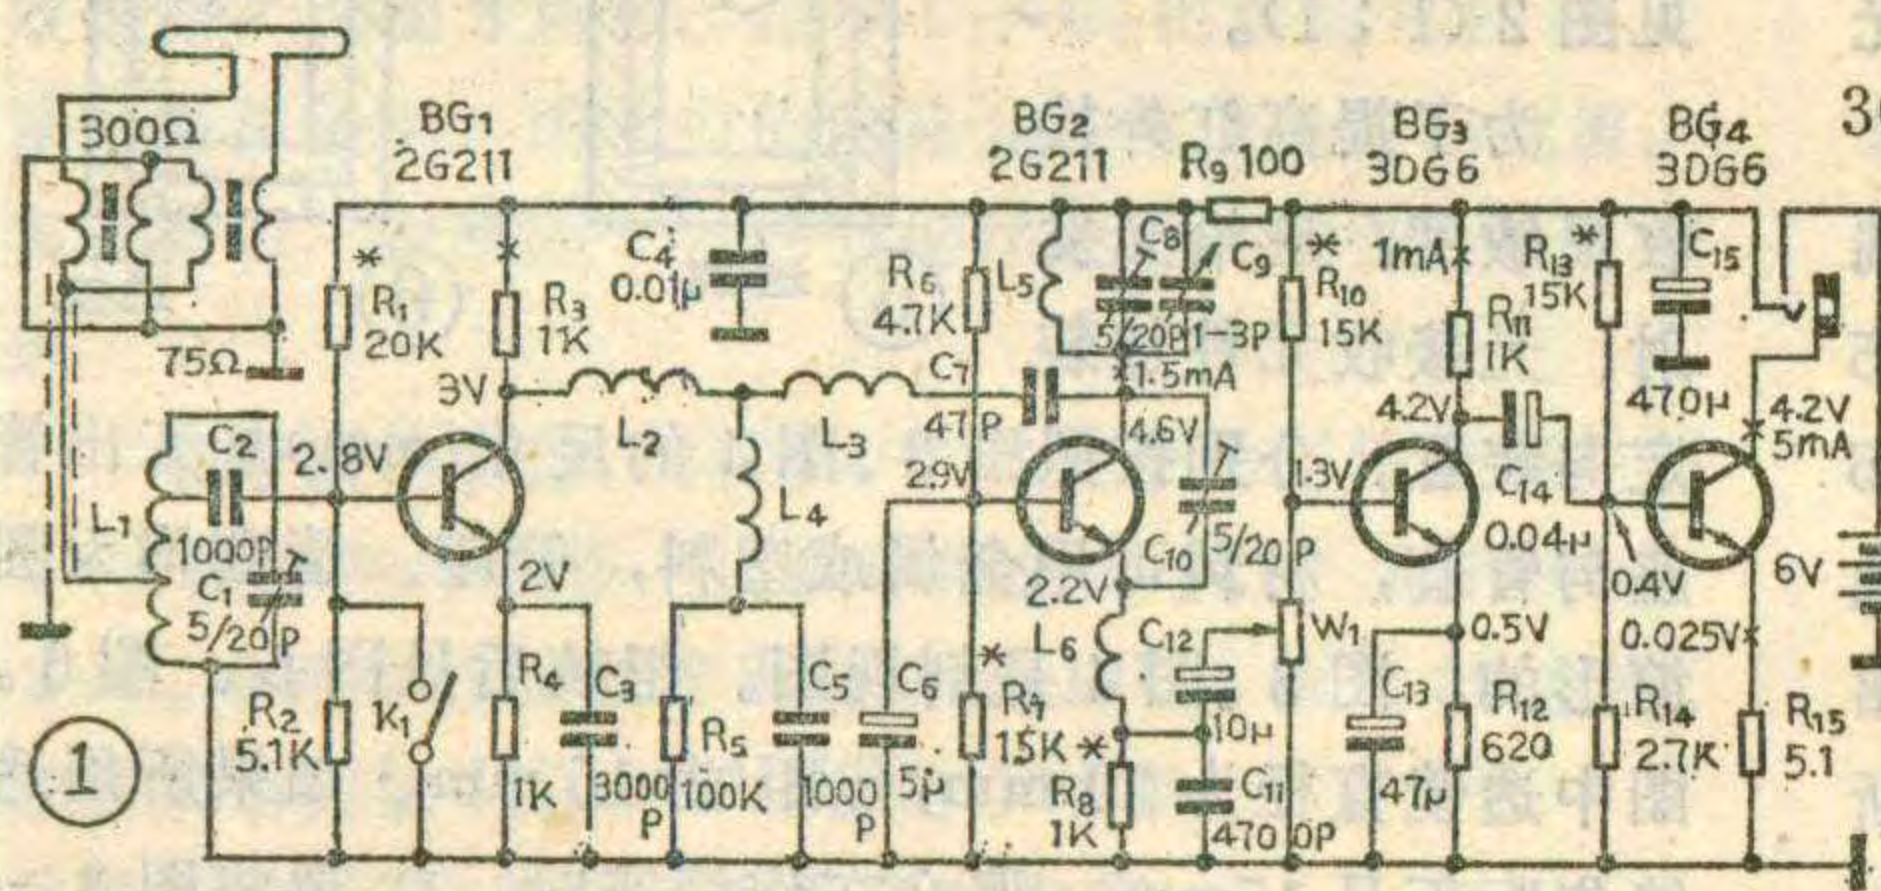 300Ω
75Ω
BG1
2G211
BG2
2G211
R9 100
BG3
3DG6
BG4
3DG6
*
R1
20K
R3
1K
C4
0.01μ
R6
4.7K
L5
C8
5/20P
C9
1-3P
*
R10
15K
1mA
R11
1K
R13 *
15K
C15
470μ
3V
L2
L3
C7
47P
1.5mA
4.6V
4.2V
4.2V
5mA
C2
1000P
2.8V
L1
C1
5/20P
L4
2.9V
C10
5/20P
1.3V
C14
0.04μ
0.4V
6V
2V
2.2V
L6
C12
10μ
W1
0.5V
0.025V
1
R2
5.1K
K1
R4
1K
C3
3000
P
R5
100K
C5
1000
P
C6
5μ
*
15K
*
R8
1K
C11
4700P
C13
47μ
R12
620
R14
2.7K
R15
5.1